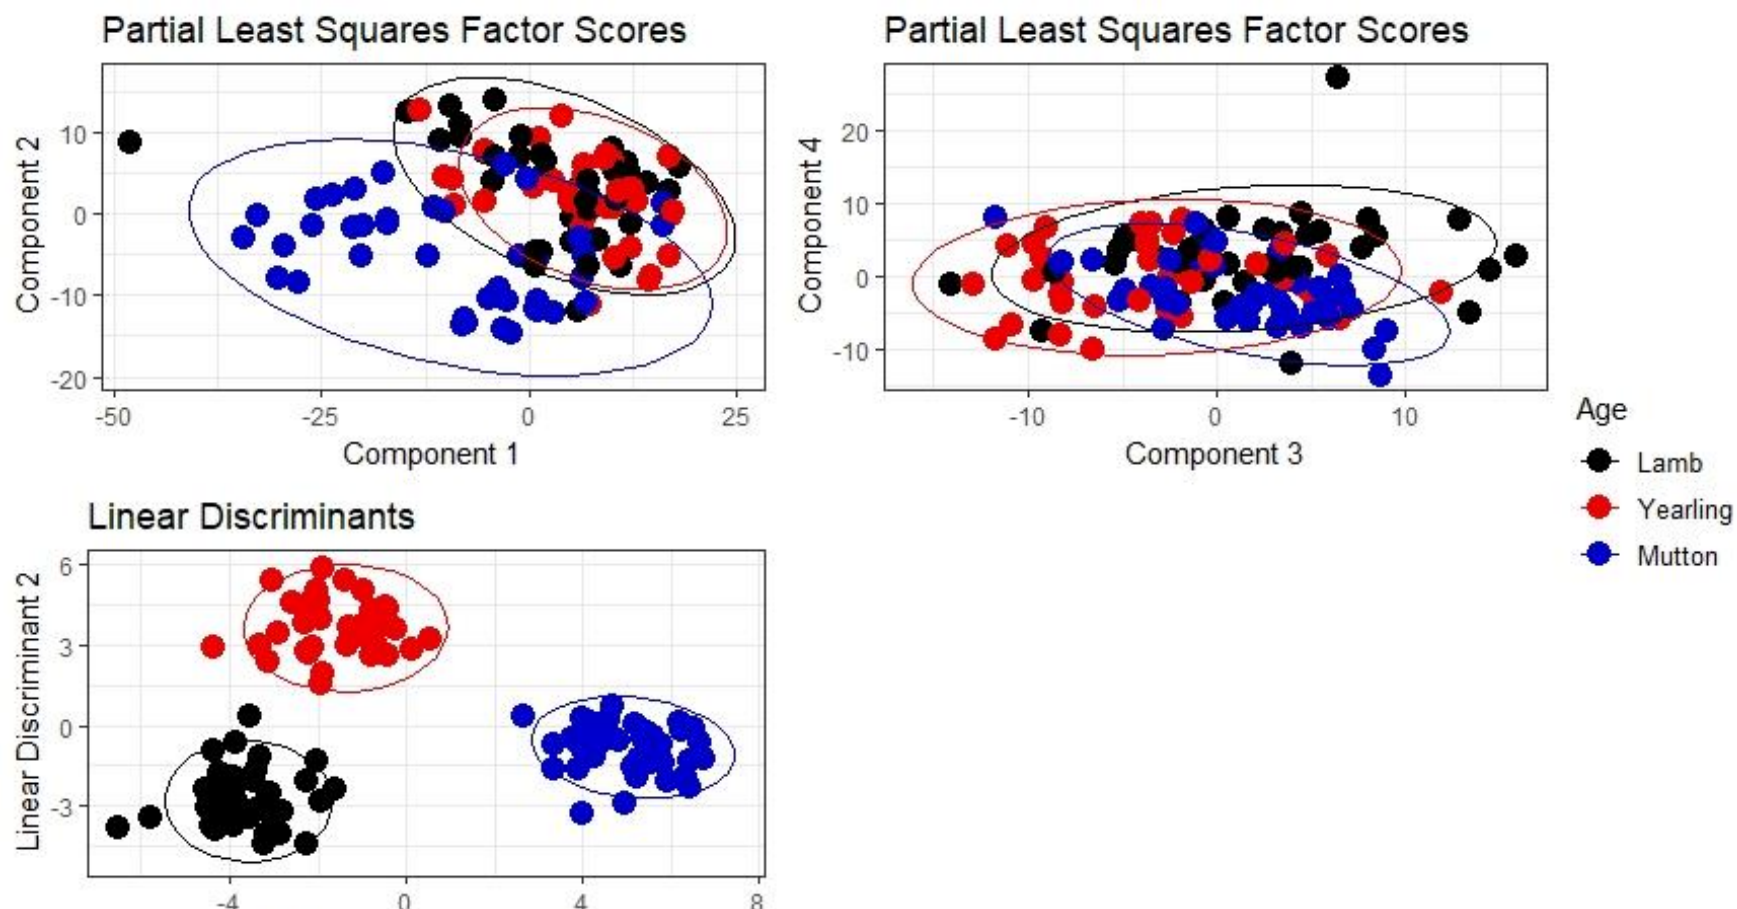 Partial Least Squares Factor Scores
Component 2
10
0
-10
-20
-50
-25
0
25
Component 1
Partial Least Squares Factor Scores
Component 4
20
10
0
-10
-10
0
10
Component 3
Age
Lamb
Yearling
Mutton
Linear Discriminants
Linear Discriminant 2
6
3
0
-3
-4
0
4
8